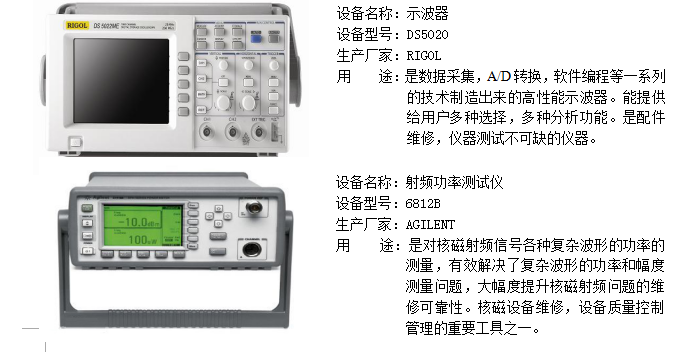 RIGOL DS 5022ME
CH1 CH2 EXT TRIG
设备名称：示波器
设备型号：DS5020
生产厂家：RIGOL
用 途：是数据采集，A/D 转换，软件编程等一系列
的技术制造出来的高性能示波器。能提供
给用户多种选择，多种分析功能。是配件
维修，仪器测试不可缺的仪器。
10.0dBm
100kW
设备名称：射频功率测试仪
设备型号：6812B
生产厂家：AGILENT
用 途：是对核磁射频信号各种复杂波形的功率的
测量，有效解决了复杂波形的功率和幅度
测量问题，大幅度提升核磁射频问题的维
修可靠性。核磁设备维修，设备质量控制
管理的重要工具之一。